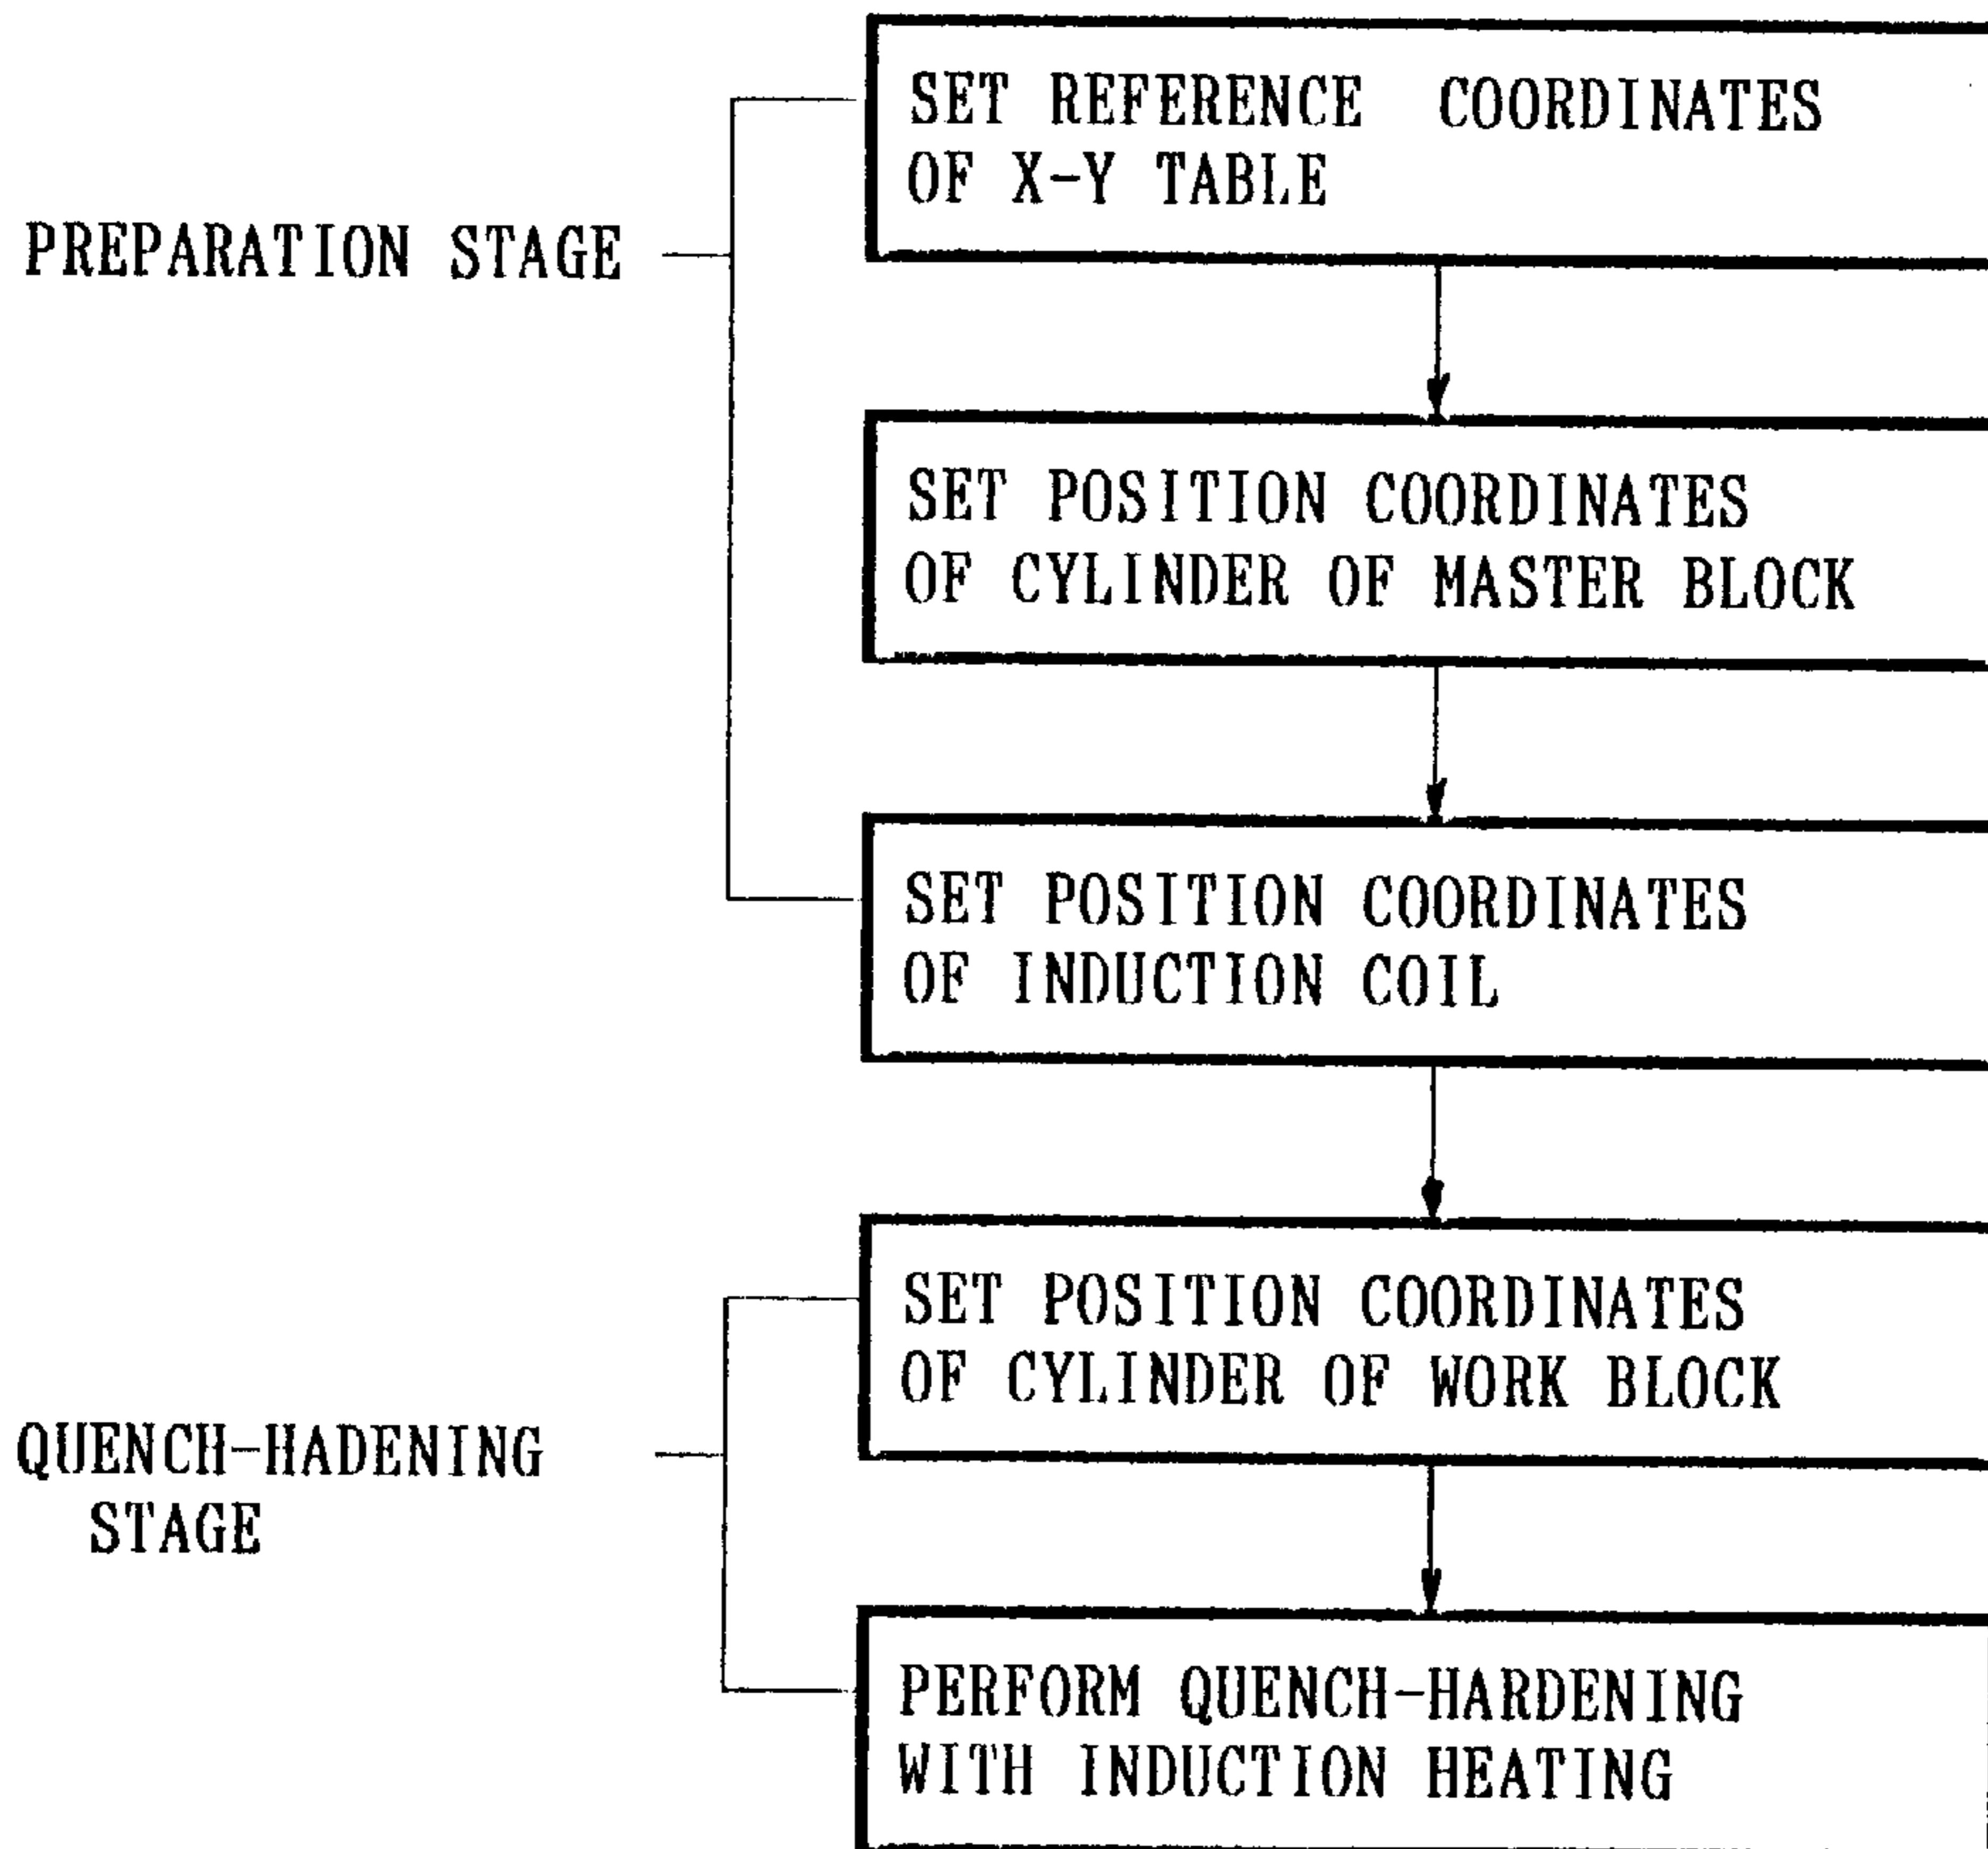 SET REFERENCE COORDINATES
OF X-Y TABLE
PREPARATION STAGE
SET POSITION COORDINATES
OF CYLINDER OF MASTER BLOCK
SET POSITION COORDINATES
OF INDUCTION COIL
SET POSITION COORDINATES
OF CYLINDER OF WORK BLOCK
QUENCH-HADENING
STAGE
PERFORM QUENCH-HARDENING
WITH INDUCTION HEATING